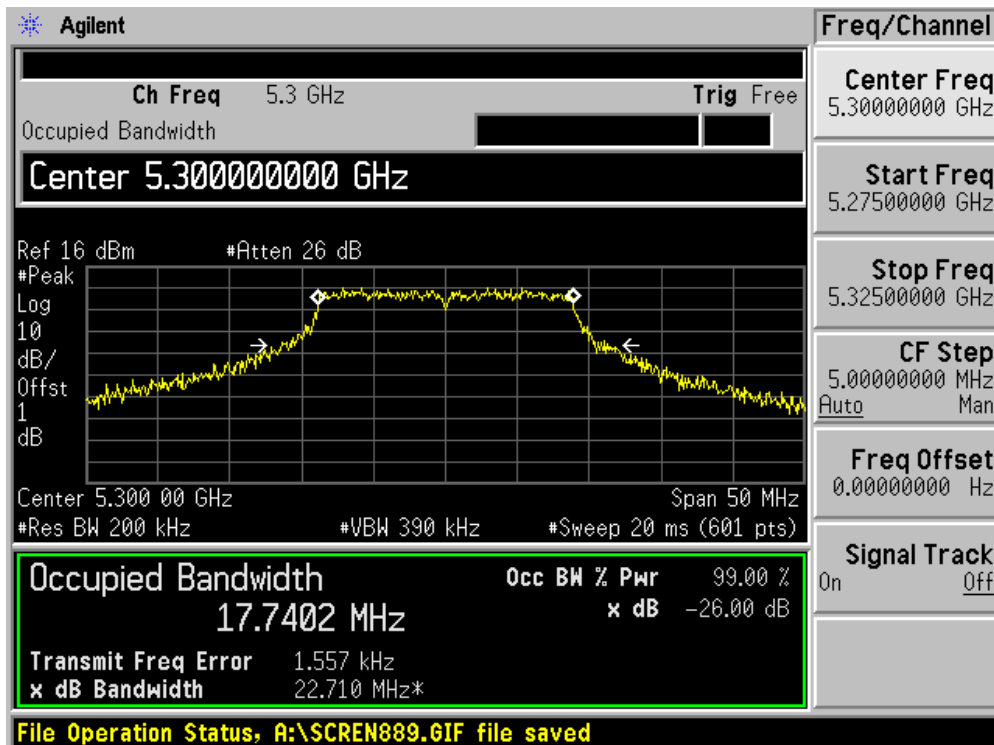 Agilent
Freq/Channel
Ch Freq 5.3 GHz Trig Free
Occupied Bandwidth
Center 5.300000000 GHz
Ref 16 dBm #Atten 26 dB
#Peak
Log
10
dB/
Offst
1
dB
Center 5.300 00 GHz Span 50 MHz
#Res BW 200 kHz #VBW 390 kHz #Sweep 20 ms (601 pts)
Occupied Bandwidth
17.7402 MHz
Occ BW % Pwr 99.00 %
x dB -26.00 dB
Transmit Freq Error 1.557 kHz
x dB Bandwidth 22.710 MHz*
Center Freq
5.30000000 GHz
Start Freq
5.27500000 GHz
Stop Freq
5.32500000 GHz
CF Step
5.00000000 MHz
Auto Man
Freq Offset
0.00000000 Hz
Signal Track
On Off
File Operation Status, A:\SCREN889.GIF file saved